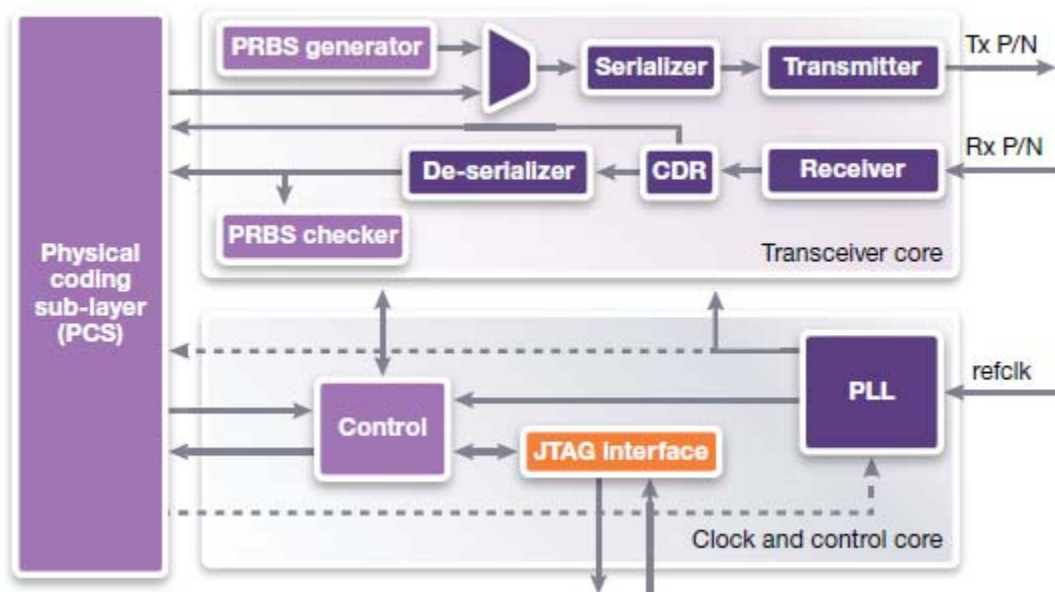 PRBS generator
Serializer
Transmitter
Tx P/N
De-serializer
CDR
Receiver
Rx P/N
PRBS checker
Transceiver core
Physical
coding
sub-layer
(PCS)
Control
JTAG Interface
PLL
refclk
Clock and control core